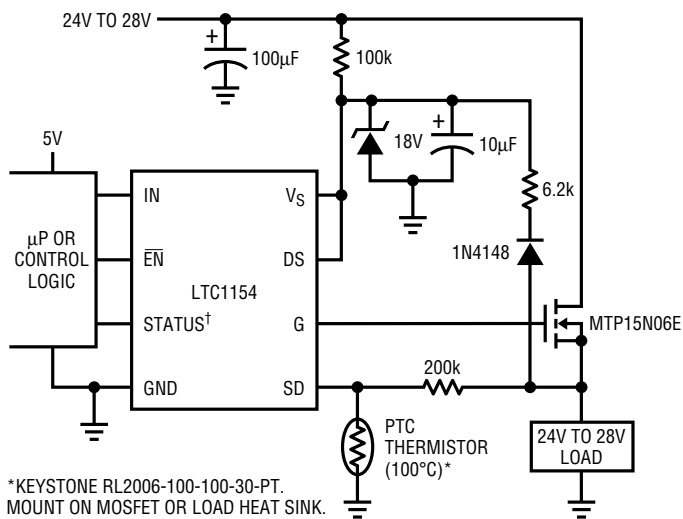 24V TO 28V
+
100µF
100k
5V
18V
+
10µF
6.2k
1N4148
µP OR
CONTROL
LOGIC
IN
EN
STATUS†
GND
LTC1154
VS
DS
G
SD
MTP15N06E
200k
PTC
THERMISTOR
(100°C)*
24V TO 28V
LOAD
*KEYSTONE RL2006-100-100-30-PT.
MOUNT ON MOSFET OR LOAD HEAT SINK.